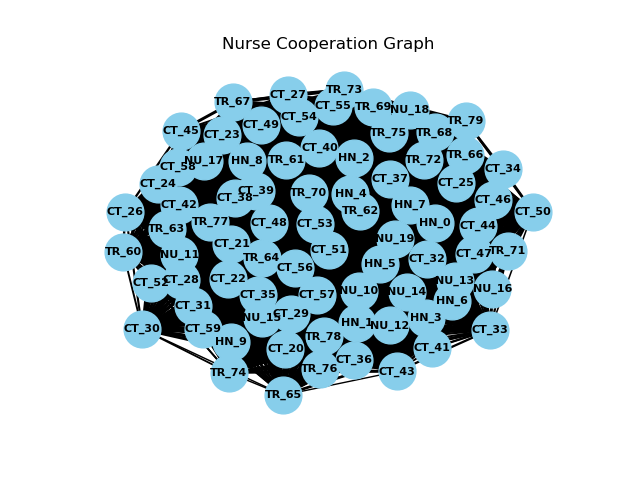 Nurse Cooperation Graph
TR_73
CT_27
TR_67
CT_55
TR_69
NU_18
CT_54
TR_79
CT_49
CT_45
CT_23
TR_75
TR_68
CT_40
TR_66
HN_2
TR_61
TR_72
NU_17
HN_8
CT_58
CT_34
CT_37
CT_25
CT_24
CT_39
TR_70
HN_4
CT_38
CT_46
CT_42
HN_7
TR_62
CT_26
CT_50
TR_77
CT_48
CT_53
HN_0
CT_44
TR_63
NU_19
CT_21
CT_51
TR_71
TR_60
NU_11
CT_47
TR_64
CT_32
HN_5
CT_56
CT_22
CT_28
NU_13
CT_52
NU_16
NU_10
NU_14
CT_35
CT_57
HN_6
CT_31
CT_29
NU_15
HN_3
HN_1
NU_12
CT_30
CT_59
CT_33
TR_78
HN_9
CT_20
CT_41
CT_36
TR_76
TR_74
CT_43
TR_65